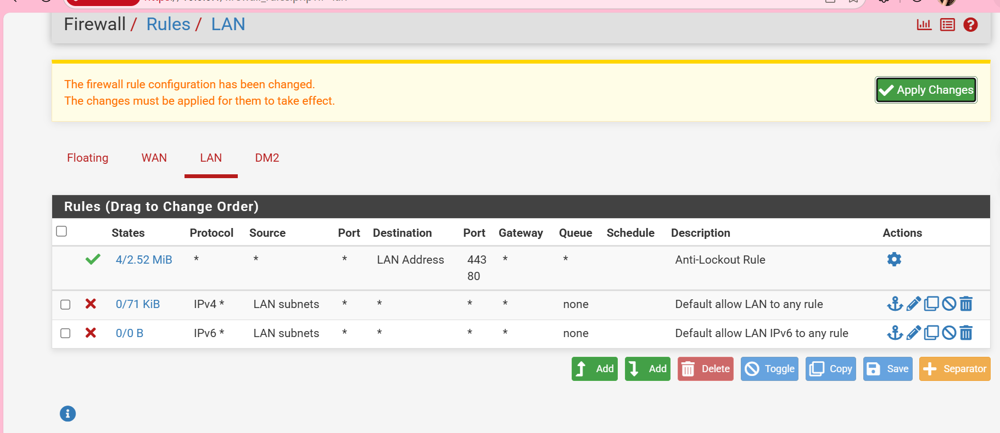 Firewall / Rules / LAN
The firewall rule configuration has been changed.
The changes must be applied for them to take effect.
Apply Changes
Floating WAN LAN DM2
Rules (Drag to Change Order)
States Protocol Source Port Destination Port Gateway Queue Schedule Description Actions
4/2.52 MiB * * * LAN Address 443 * * Anti-Lockout Rule
80
0/71 KiB IPv4 * LAN subnets * * * * none Default allow LAN to any rule
0/0 B IPv6 * LAN subnets * * * * none Default allow LAN IPv6 to any rule
Add Add Delete Toggle Copy Save Separator